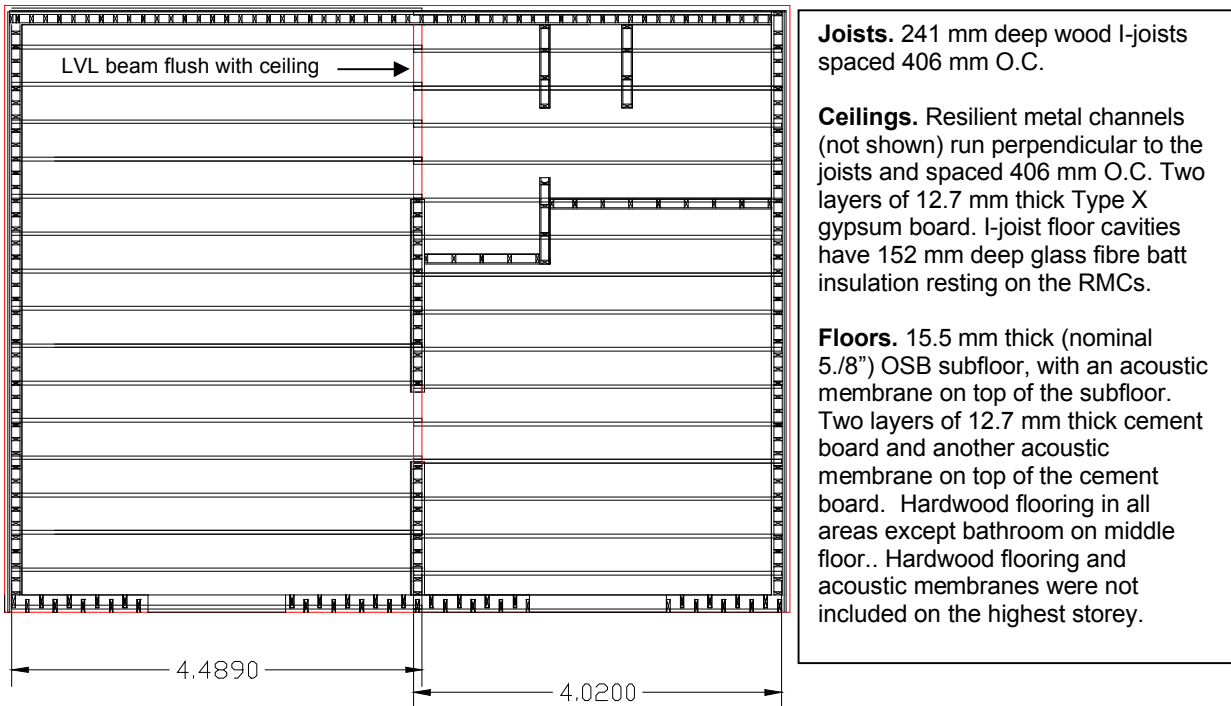 LVL beam flush with ceiling
4.4890
4.0200
Joists. 241 mm deep wood I-joists
spaced 406 mm O.C.
Ceilings. Resilient metal channels
(not shown) run perpendicular to the
joists and spaced 406 mm O.C. Two
layers of 12.7 mm thick Type X
gypsum board. I-joist floor cavities
have 152 mm deep glass fibre batt
insulation resting on the RMCs.
Floors. 15.5 mm thick (nominal
5./8”) OSB subfloor, with an acoustic
membrane on top of the subfloor.
Two layers of 12.7 mm thick cement
board and another acoustic
membrane on top of the cement
board.  Hardwood flooring in all
areas except bathroom on middle
floor.. Hardwood flooring and
acoustic membranes were not
included on the highest storey.